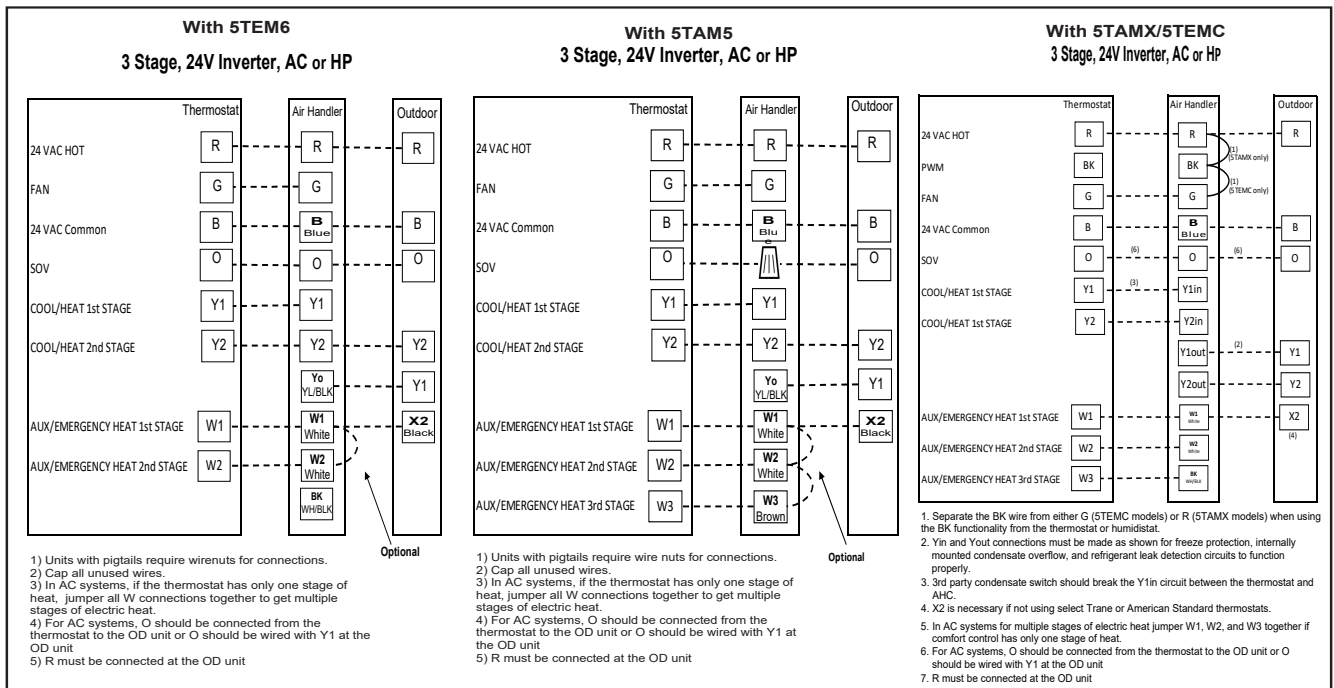 With 5TEM6
3 Stage, 24V Inverter, AC or HP
Thermostat
Air Handler
Outdoor
24 VAC HOT
R
R
R
FAN
G
G
24 VAC Common
B
B
Blue
B
SOV
O
O
O
COOL/HEAT 1st STAGE
Y1
Y1
COOL/HEAT 2nd STAGE
Y2
Y2
Y2
Yo
YL/BLK
Y1
AUX/EMERGENCY HEAT 1st STAGE
W1
W1
White
X2
Black
AUX/EMERGENCY HEAT 2nd STAGE
W2
W2
White
BK
WH/BLK
Optional
1) Units with pigtails require wirenuts for connections.
2) Cap all unused wires.
3) In AC systems, if the thermostat has only one stage of
heat, jumper all W connections together to get multiple
stages of electric heat.
4) For AC systems, O should be connected from the
thermostat to the OD unit or O should be wired with Y1 at the
OD unit
5) R must be connected at the OD unit
With 5TAM5
3 Stage, 24V Inverter, AC or HP
Thermostat
Air Handler
Outdoor
24 VAC HOT
R
R
R
FAN
G
G
24 VAC Common
B
B
Blu
e
B
SOV
O
O
COOL/HEAT 1st STAGE
Y1
Y1
COOL/HEAT 2nd STAGE
Y2
Y2
Y2
Yo
YL/BLK
Y1
AUX/EMERGENCY HEAT 1st STAGE
W1
W1
White
X2
Black
AUX/EMERGENCY HEAT 2nd STAGE
W2
W2
White
AUX/EMERGENCY HEAT 3rd STAGE
W3
W3
Brown
Optional
1) Units with pigtails require wire nuts for connections.
2) Cap all unused wires.
3) In AC systems, if the thermostat has only one stage of
heat, jumper all W connections together to get multiple
stages of electric heat.
4) For AC systems, O should be connected from the
thermostat to the OD unit or O should be wired with Y1 at
the OD unit
5) R must be connected at the OD unit
With 5TAMX/5TEMC
3 Stage, 24V Inverter, AC or HP
Thermostat
Air Handler
Outdoor
24 VAC HOT
R
R
R
(1)
(5TAMX only)
PWM
BK
BK
(1)
(5TEMC only)
FAN
G
G
24 VAC Common
B
B
Blue
B
SOV
O
(6)
O
(6)
O
COOL/HEAT 1st STAGE
Y1
(3)
Y1in
COOL/HEAT 1st STAGE
Y2
Y2in
Y1out
(2)
Y1
Y2out
Y2
AUX/EMERGENCY HEAT 1st STAGE
W1
W1
White
X2
(4)
AUX/EMERGENCY HEAT 2nd STAGE
W2
W2
White
AUX/EMERGENCY HEAT 3rd STAGE
W3
BK
WH/BLK
1. Separate the BK wire from either G (5TEMC models) or R (5TAMX models) when using
the BK functionality from the thermostat or humidistat.
2. Yin and Yout connections must be made as shown for freeze protection, internally
mounted condensate overflow, and refrigerant leak detection circuits to function
properly.
3. 3rd party condensate switch should break the Y1in circuit between the thermostat and
AHC.
4. X2 is necessary if not using select Trane or American Standard thermostats.
5. In AC systems for multiple stages of electric heat jumper W1, W2, and W3 together if
comfort control has only one stage of heat.
6. For AC systems, O should be connected from the thermostat to the OD unit or O
should be wired with Y1 at the OD unit
7. R must be connected at the OD unit